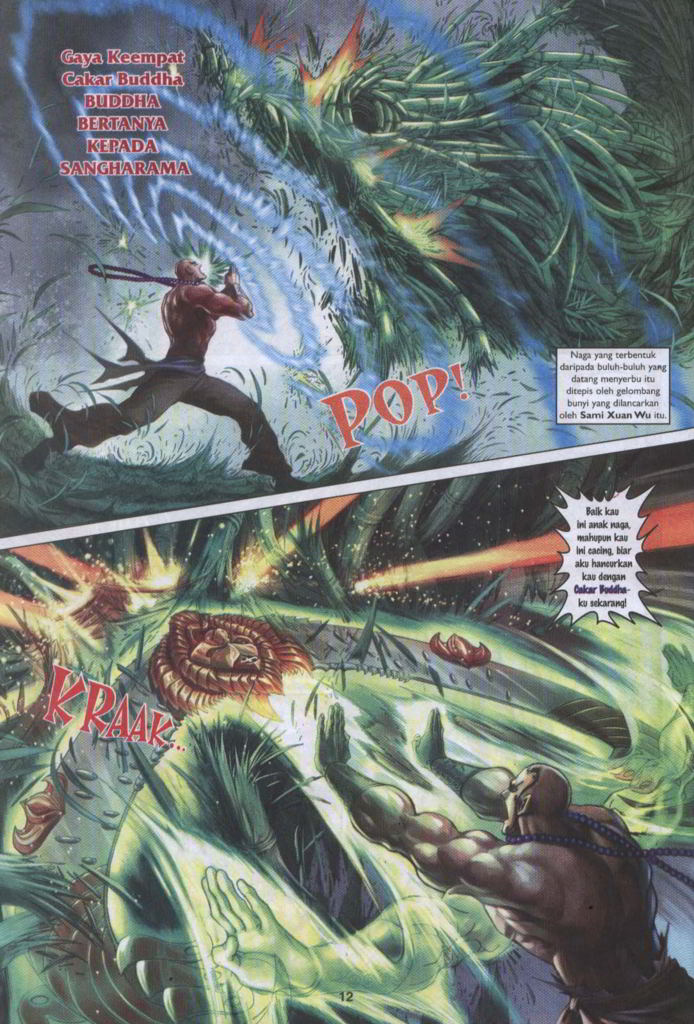 Gaya Keempat
Cakar Buddha
BUDDHA
BERTANYA
KEPADA
SANGHARAMA
POP!
Naga yang terbentuk
daripada buluh-buluh yang
datang menyerbu itu
ditepis oleh gelombang
bunyi yang dilancarkan
oleh Sami Xuan Wu itu.
Baik kau
ini anak naga,
mahupun kau
ini cacing, biar
aku hancurkan
kau dengan
Cakar Buddha-
ku sekarang!
KRAAK...
12